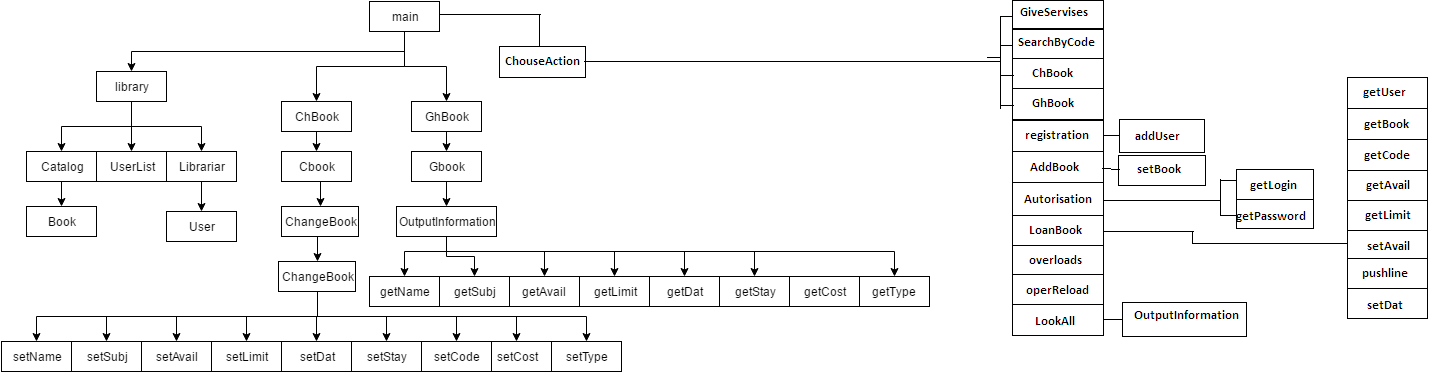 main
ChouseAction
library
ChBook
GhBook
Catalog
UserList
Librariar
Cbook
Gbook
Book
User
ChangeBook
OutputInformation
ChangeBook
getName
getSubj
getAvail
getLimit
getDat
getStay
getCost
getType
setName
setSubj
setAvail
setLimit
setDat
setStay
setCode
setCost
setType
GiveServises
SearchByCode
ChBook
GhBook
registration
addUser
AddBook
setBook
Autorisation
getLogin
getPassword
LoanBook
overloads
operReload
LookAll
OutputInformation
getUser
getBook
getCode
getAvail
getLimit
setAvail
pushline
setDat